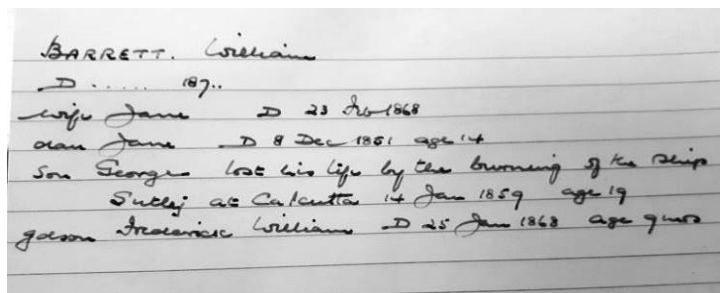 BARRETT. William
D ...... 187..
wife Jane D 23 Feb 1868
dau Jane D 8 Dec 1851 age 14
Son George lost his life by the burning of the Ship
Sutlej at Calcutta 14 Jan 1859 age 19
gdson Frederick William D 25 Jan 1868 age 9 mos